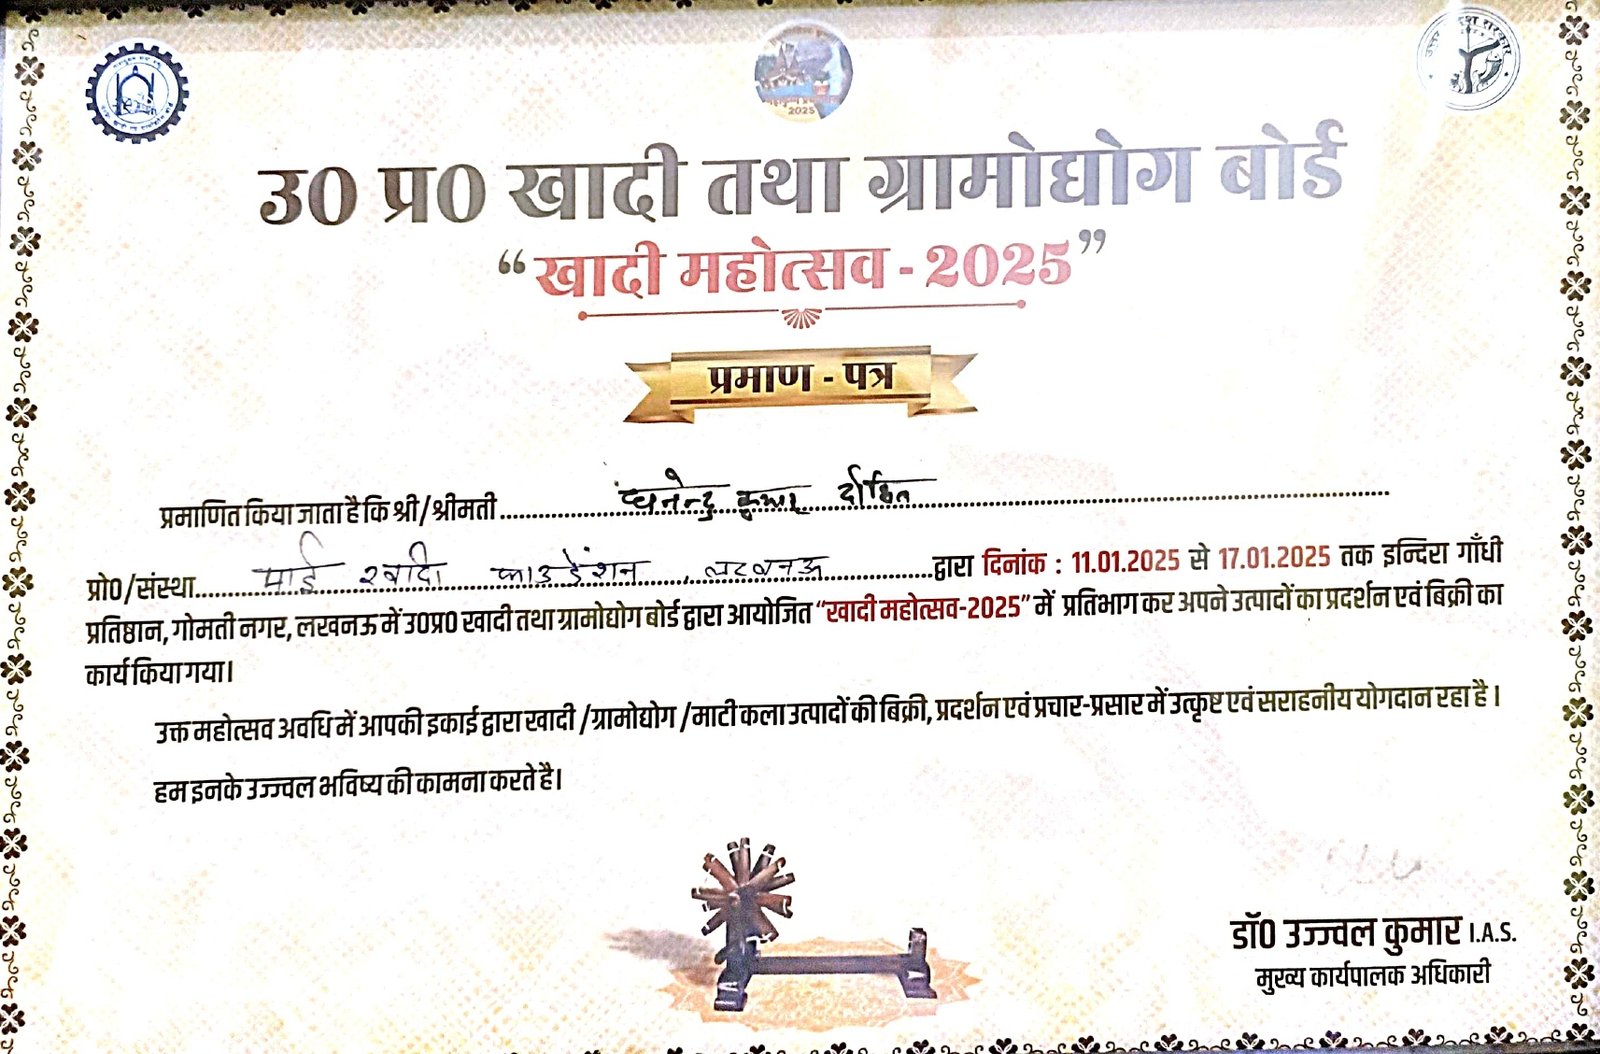 उ0 प्र0 खादी तथा ग्रामोद्योग बोर्ड
“खादी महोत्सव - 2025”
प्रमाण - पत्र
प्रमाणित किया जाता है कि श्री/श्रीमती ध्यनेन्द्र कुमार दीक्षित
प्रो0/संस्था माई खादी फाउंडेशन, लखनऊ द्वारा दिनांक : 11.01.2025 से 17.01.2025 तक इन्दिरा गाँधी
प्रतिष्ठान, गोमती नगर, लखनऊ में उ0प्र0 खादी तथा ग्रामोद्योग बोर्ड द्वारा आयोजित “खादी महोत्सव-2025” में प्रतिभाग कर अपने उत्पादों का प्रदर्शन एवं बिक्री का
कार्य किया गया।
उक्त महोत्सव अवधि में आपकी इकाई द्वारा खादी /ग्रामोद्योग /माटी कला उत्पादों की बिक्री, प्रदर्शन एवं प्रचार-प्रसार में उत्कृष्ट एवं सराहनीय योगदान रहा है ।
हम इनके उज्ज्वल भविष्य की कामना करते है।
डॉ0 उज्ज्वल कुमार I.A.S.
मुख्य कार्यपालक अधिकारी